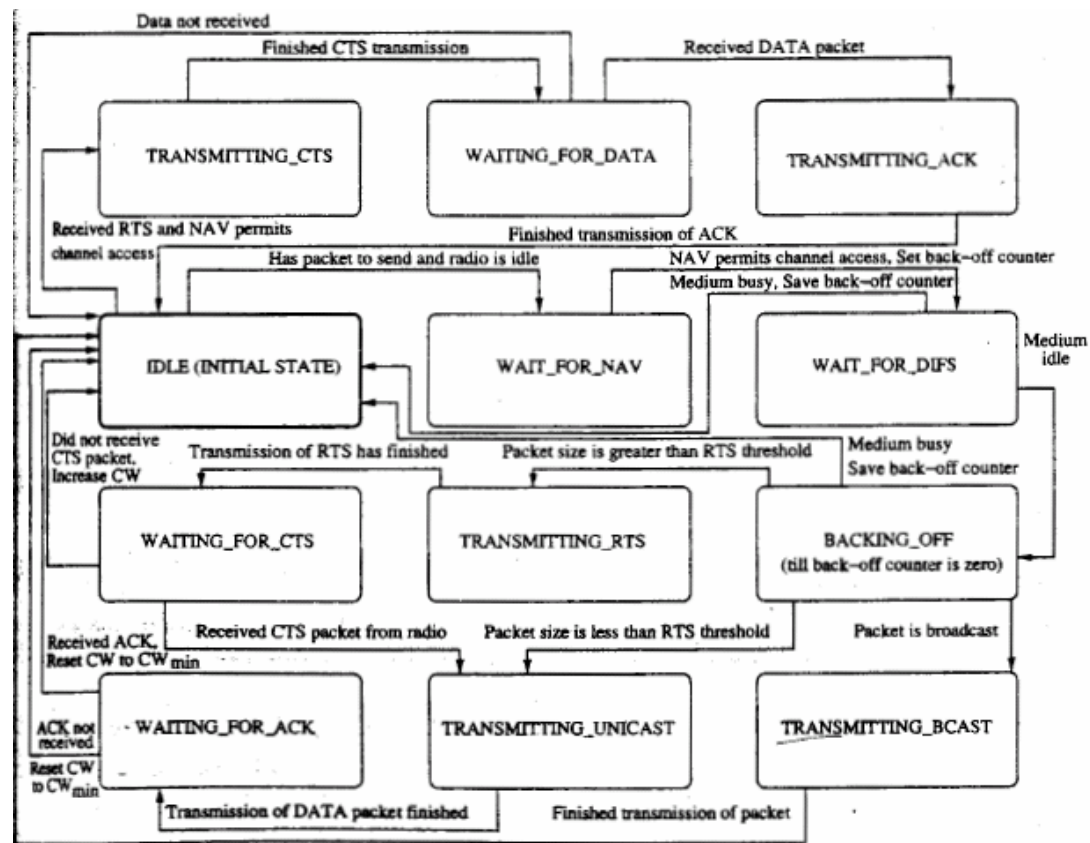 Data not received
Finished CTS transmission
Received DATA packet
TRANSMITTING_CTS
WAITING_FOR_DATA
TRANSMITTING_ACK
Received RTS and NAV permits
channel access
Finished transmission of ACK
Has packet to send and radio is idle
NAV permits channel access, Set back-off counter
Medium busy, Save back-off counter
IDLE (INITIAL STATE)
WAIT_FOR_NAV
WAIT_FOR_DIFS
Medium
idle
Did not receive
CTS packet,
Increase CW
Transmission of RTS has finished
Packet size is greater than RTS threshold
Medium busy
Save back-off counter
WAITING_FOR_CTS
TRANSMITTING_RTS
BACKING_OFF
(till back-off counter is zero)
Received ACK,
Reset CW to CWmin
Received CTS packet from radio
Packet size is less than RTS threshold
Packet is broadcast
WAITING_FOR_ACK
TRANSMITTING_UNICAST
TRANSMITTING_BCAST
ACK not
received
Reset CW
to CWmin
Transmission of DATA packet finished
Finished transmission of packet